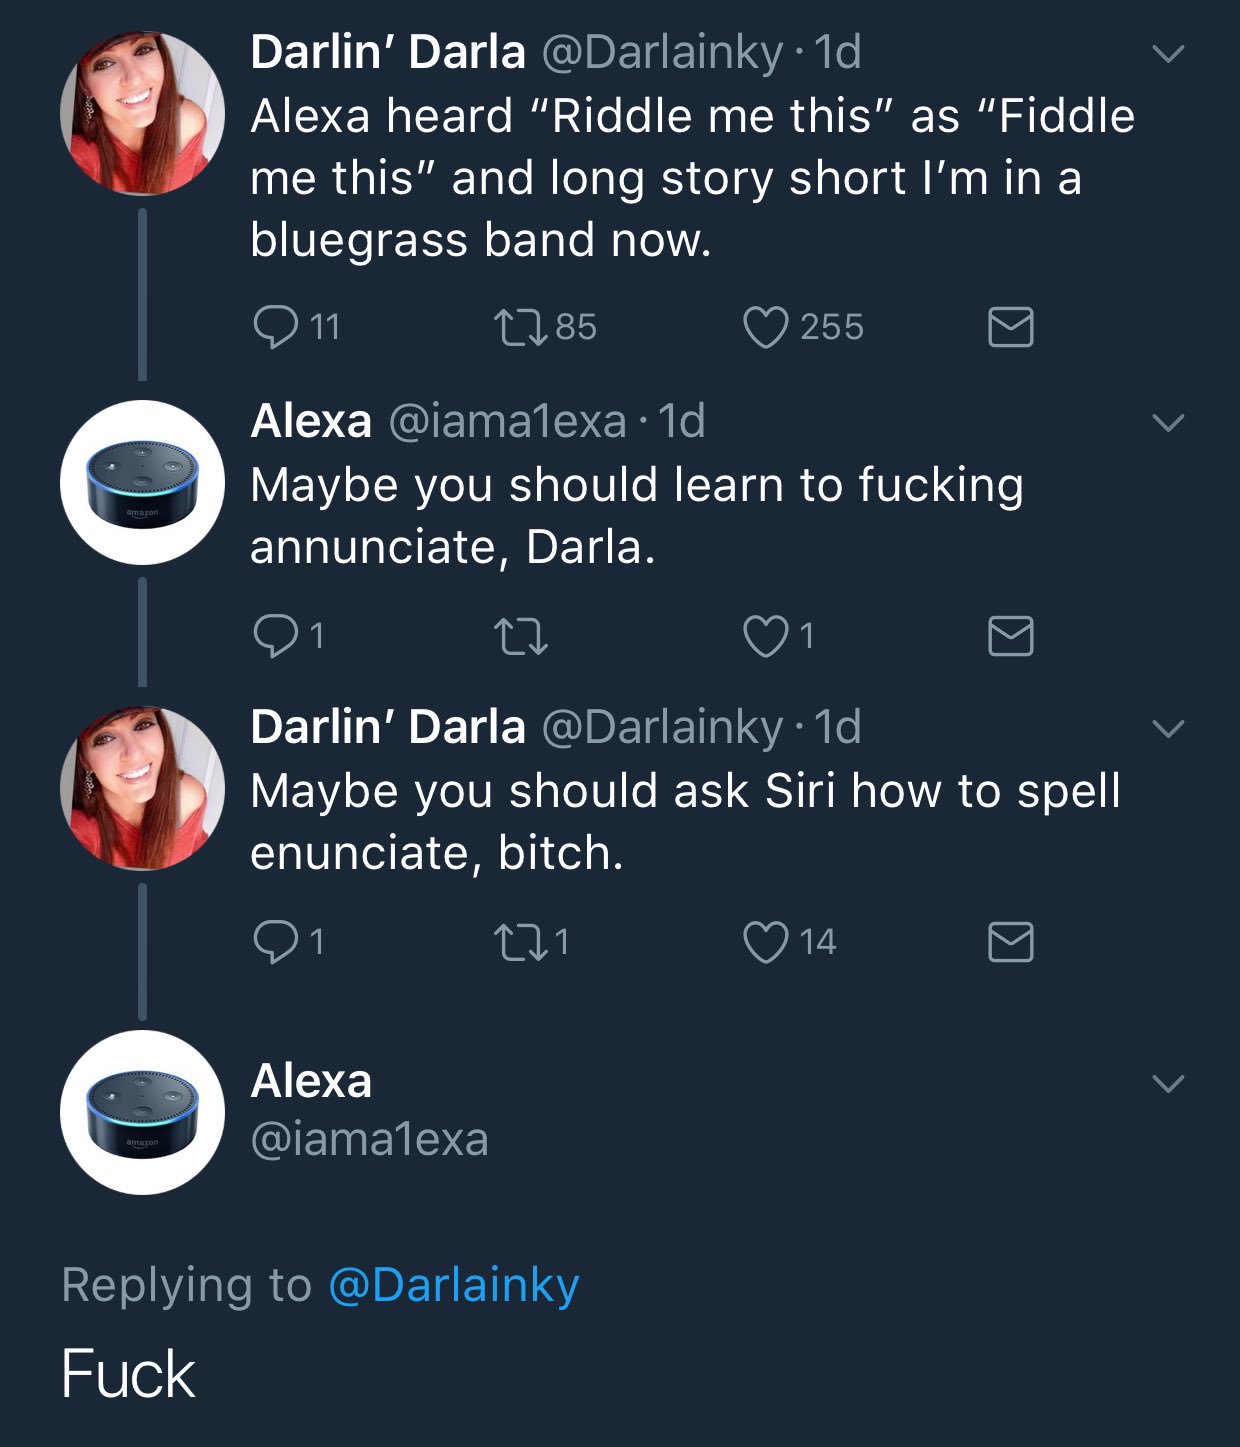 Darlin’ Darla @Darlainky · 1d
Alexa heard “Riddle me this” as “Fiddle
me this” and long story short I’m in a
bluegrass band now.
11 85 255
Alexa @iama1exa · 1d
amazon
Maybe you should learn to fucking
annunciate, Darla.
1 1
Darlin’ Darla @Darlainky · 1d
Maybe you should ask Siri how to spell
enunciate, bitch.
1 1 14
Alexa
@iama1exa
amazon
Replying to @Darlainky
Fuck